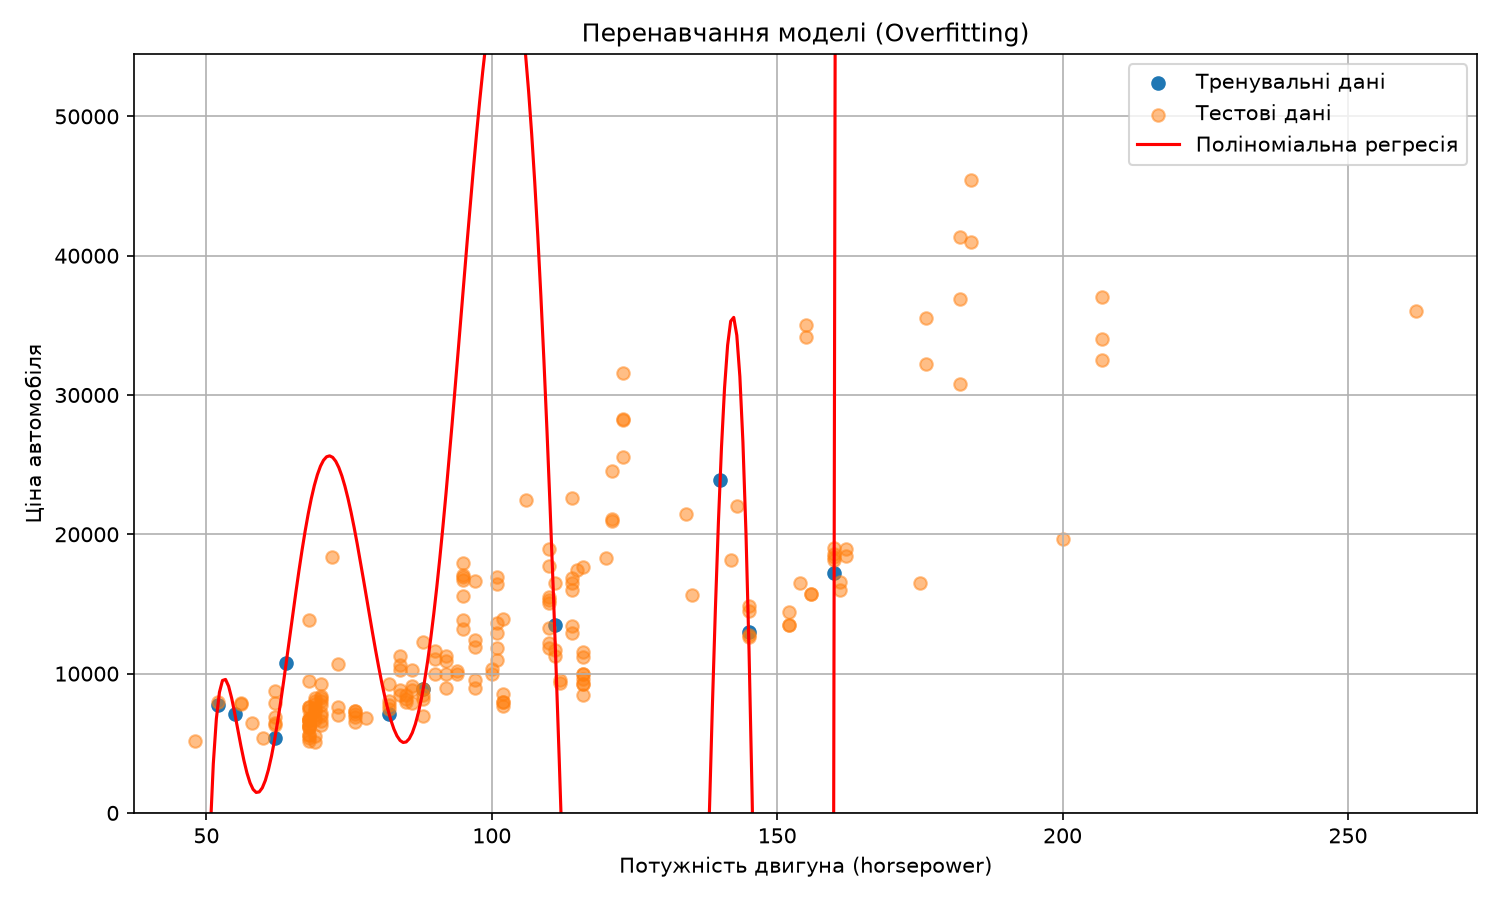 Перенавчання моделі (Overfitting)
Тренувальні дані
Тестові дані
Поліноміальна регресія
50000
40000
30000
20000
10000
0
Ціна автомобіля
50 100 150 200 250
Потужність двигуна (horsepower)